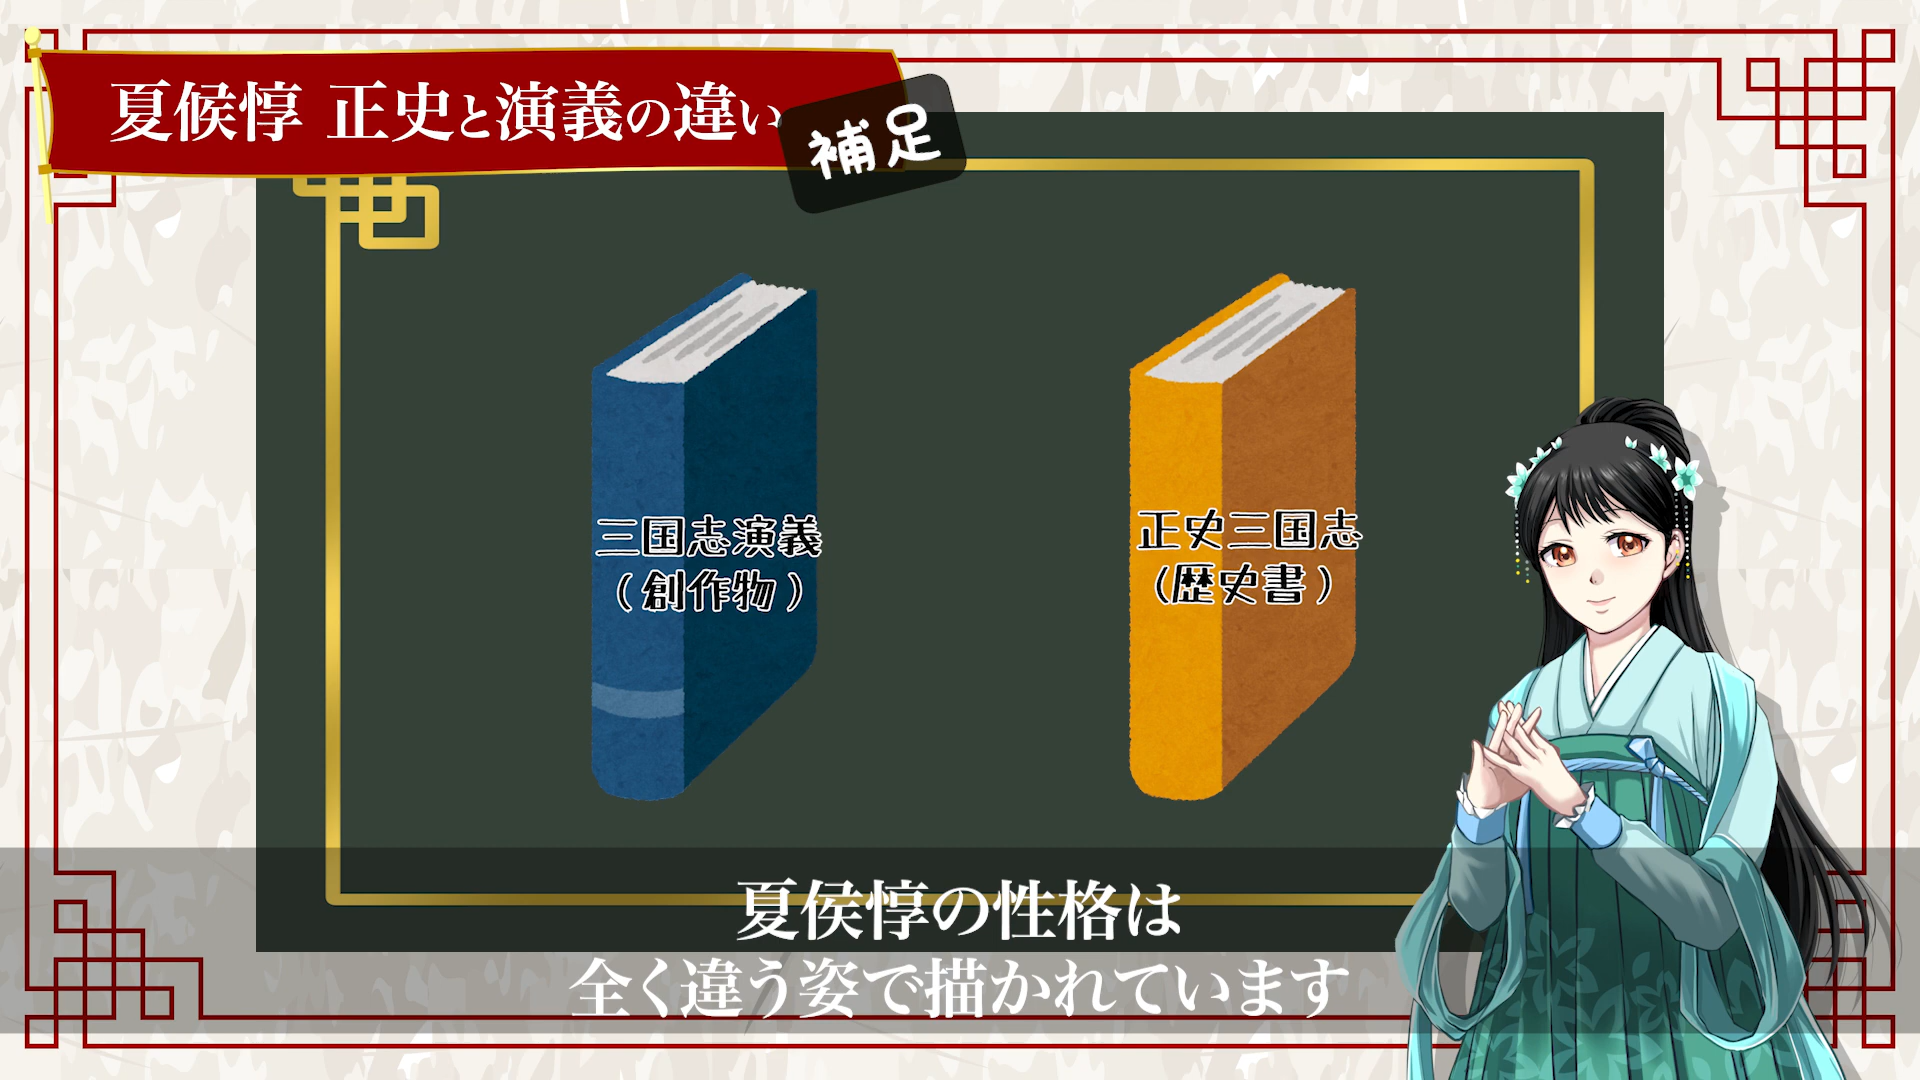 夏候惇 正史と演義の違い
補足
三国志演義
（創作物）
正史三国志
（歴史書）
夏侯惇の性格は
全く違う姿で描かれています